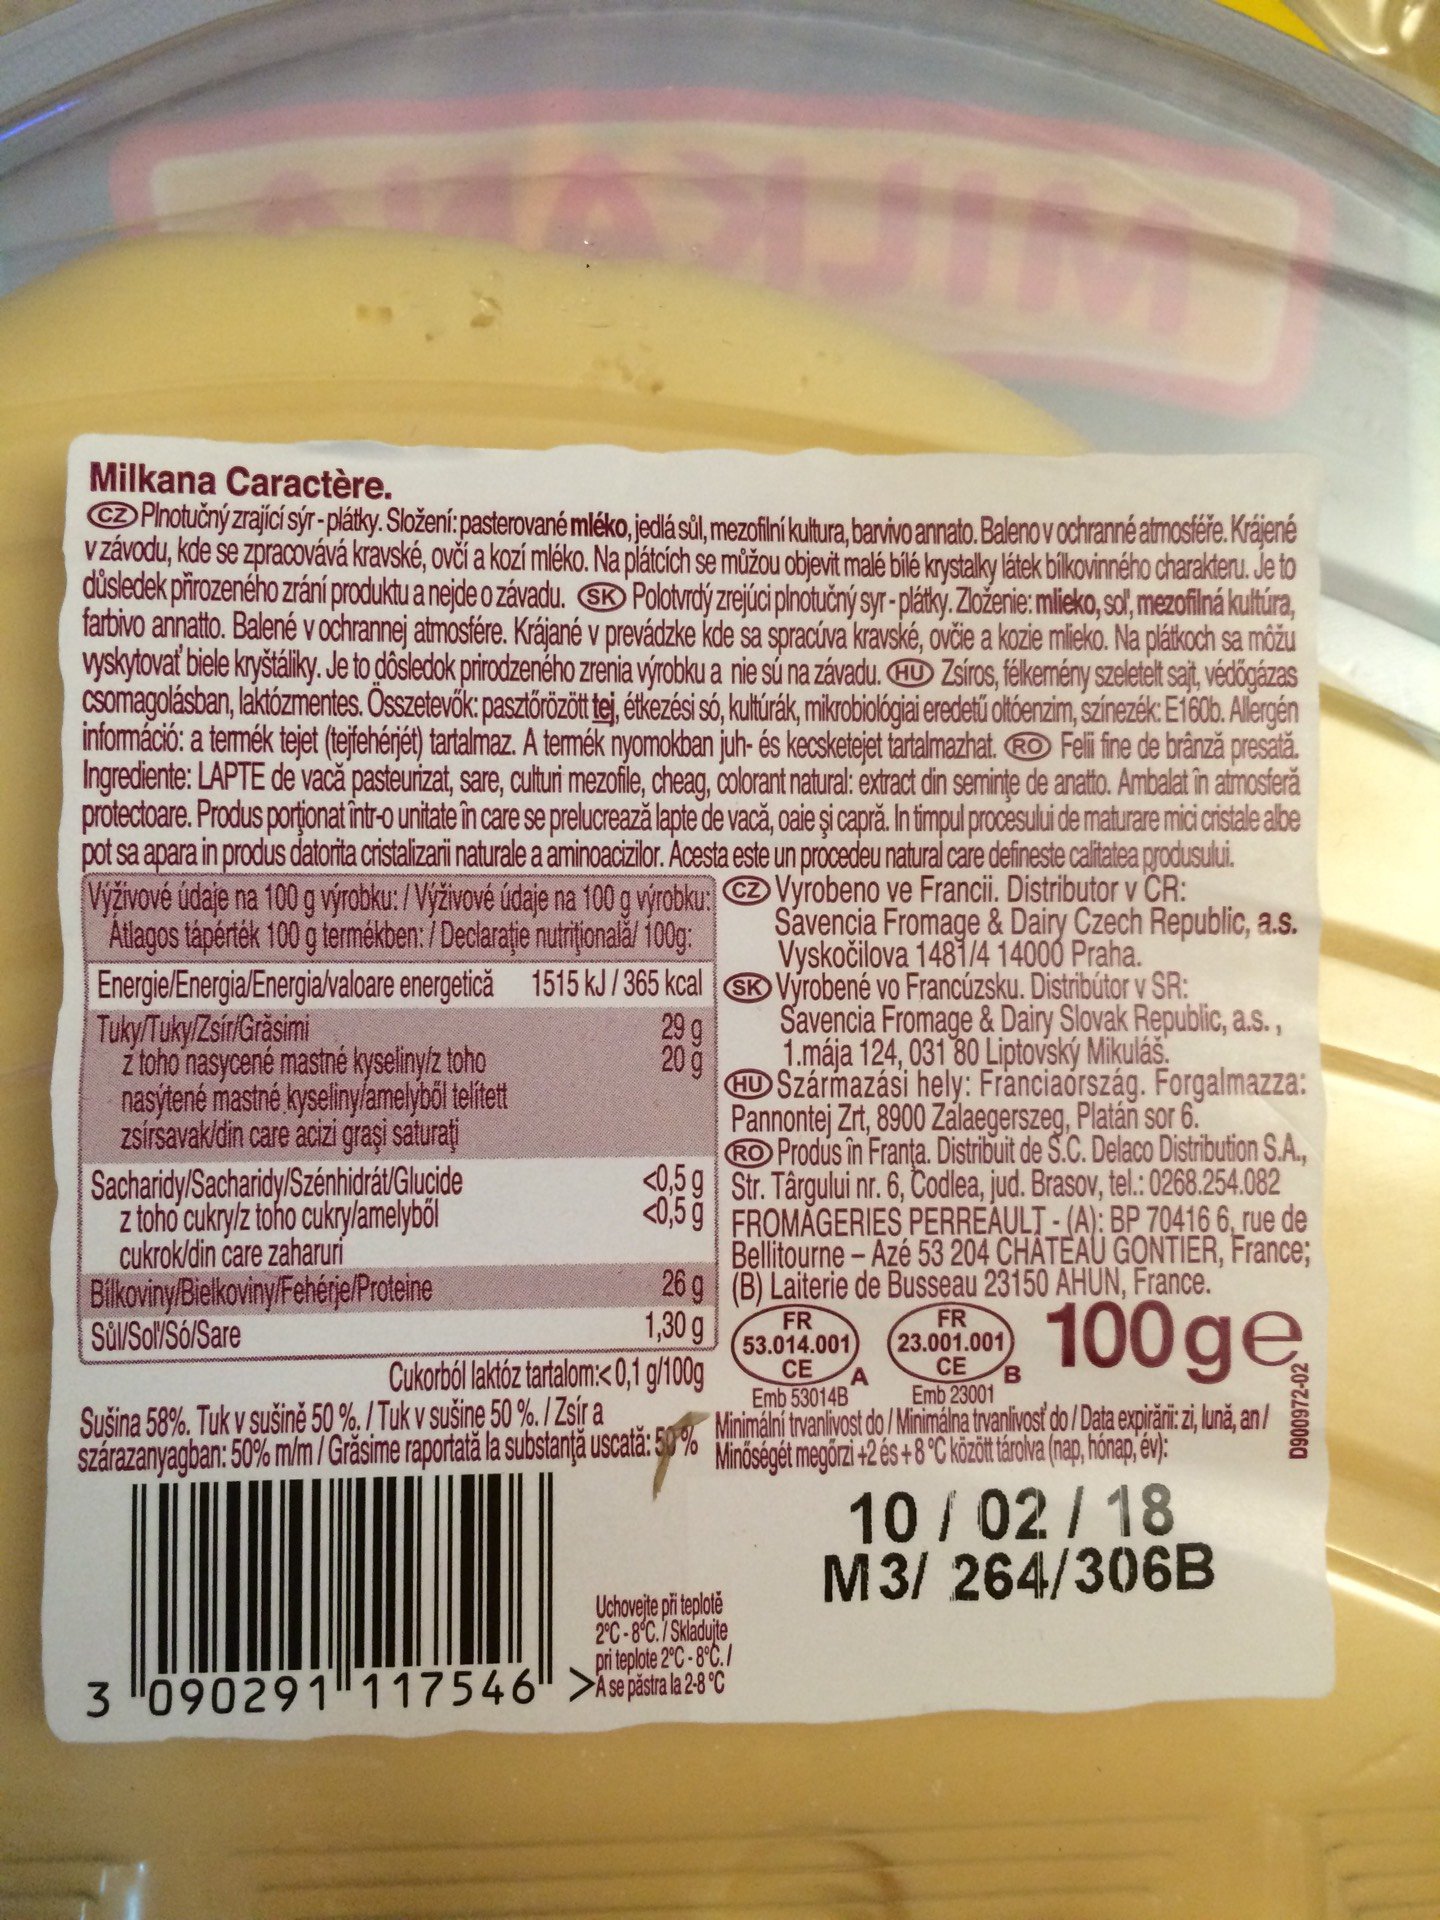 MILKANA
Milkana Caractère.
CZ Plnotučný zrající sýr - plátky. Složení: pasterované mléko, jedlá sůl, mezofilní kultura, barvivo annato. Baleno v ochranné atmosféře. Krájené
v závodu, kde se zpracovává kravské, ovčí a kozí mléko. Na plátcích se můžou objevit malé bílé krystalky látek bílkovinného charakteru. Je to
důsledek přirozeného zrání produktu a nejde o závadu. SK Polotvrdý zrejúci plnotučný syr - plátky. Zloženie: mlieko, soľ, mezofilná kultúra,
farbivo annatto. Balené v ochrannej atmosfére. Krájané v prevádzke kde sa spracúva kravské, ovčie a kozie mlieko. Na plátkoch sa môžu
vyskytovať biele kryštáliky. Je to dôsledok prirodzeného zrenia výrobku a nie sú na závadu. HU Zsíros, félkemény szeletelt sajt, védőgázas
csomagolásban, laktózmentes. Összetevők: pasztőrözött tej, étkezési só, kultúrák, mikrobiológiai eredetű oltóenzim, színezék: E160b. Allergén
információ: a termék tejet (tejfehérjét) tartalmaz. A termék nyomokban juh- és kecsketejet tartalmazhat. RO Felii fine de brânză presată.
Ingrediente: LAPTE de vacă pasteurizat, sare, culturi mezofile, cheag, colorant natural: extract din seminţe de anatto. Ambalat în atmosferă
protectoare. Produs porţionat într-o unitate în care se prelucrează lapte de vacă, oaie şi capră. In timpul procesului de maturare mici cristale albe
pot sa apara in produs datorita cristalizarii naturale a aminoacizilor. Acesta este un procedeu natural care defineste calitatea produsului.
Výživové údaje na 100 g výrobku: / Výživové údaje na 100 g výrobku:
Átlagos tápérték 100 g termékben: / Declaraţie nutriţională/ 100g:
Energie/Energia/Energia/valoare energetică 1515 kJ / 365 kcal
Tuky/Tuky/Zsír/Grăsimi 29 g
z toho nasycené mastné kyseliny/z toho 20 g
nasýtené mastné kyseliny/amelyből telített
zsírsavak/din care acizi graşi saturaţi
Sacharidy/Sacharidy/Szénhidrát/Glucide <0,5 g
z toho cukry/z toho cukry/amelyből <0,5 g
cukrok/din care zaharuri
Bílkoviny/Bielkoviny/Fehérje/Proteine 26 g
Sůl/Soľ/Só/Sare 1,30 g
Cukorból laktóz tartalom:<0,1 g/100g
Sušina 58%. Tuk v sušině 50 %. / Tuk v sušine 50 %. / Zsír a
szárazanyagban: 50% m/m / Grăsime raportată la substanţă uscată: 50 %
CZ Vyrobeno ve Francii. Distributor v ČR:
Savencia Fromage & Dairy Czech Republic, a.s.
Vyskočilova 1481/4 14000 Praha.
SK Vyrobené vo Francúzsku. Distribútor v SR:
Savencia Fromage & Dairy Slovak Republic, a.s. ,
1.mája 124, 031 80 Liptovský Mikuláš.
HU Származási hely: Franciaország. Forgalmazza:
Pannontej Zrt, 8900 Zalaegerszeg, Platán sor 6.
RO Produs în Franţa. Distribuit de S.C. Delaco Distribution S.A.,
Str. Târgului nr. 6, Codlea, jud. Brasov, tel.: 0268.254.082
FROMAGERIES PERREAULT - (A): BP 70416 6, rue de
Bellitourne – Azé 53 204 CHÂTEAU GONTIER, France;
(B) Laiterie de Busseau 23150 AHUN, France.
FR
53.014.001
CE
A
Emb 53014B
FR
23.001.001
CE
B
Emb 23001
100 g e
D900972-02
Minimální trvanlivost do / Minimálna trvanlivosť do / Data expirării: zi, lună, an /
Minőségét megőrzi +2 és +8 °C között tárolva (nap, hónap, év):
10 / 02 / 18
M3/ 264/306B
Uchovejte při teplotě
2°C - 8°C. / Skladujte
pri teplote 2°C - 8°C. /
A se păstra la 2-8 °C
3 090291 117546 >